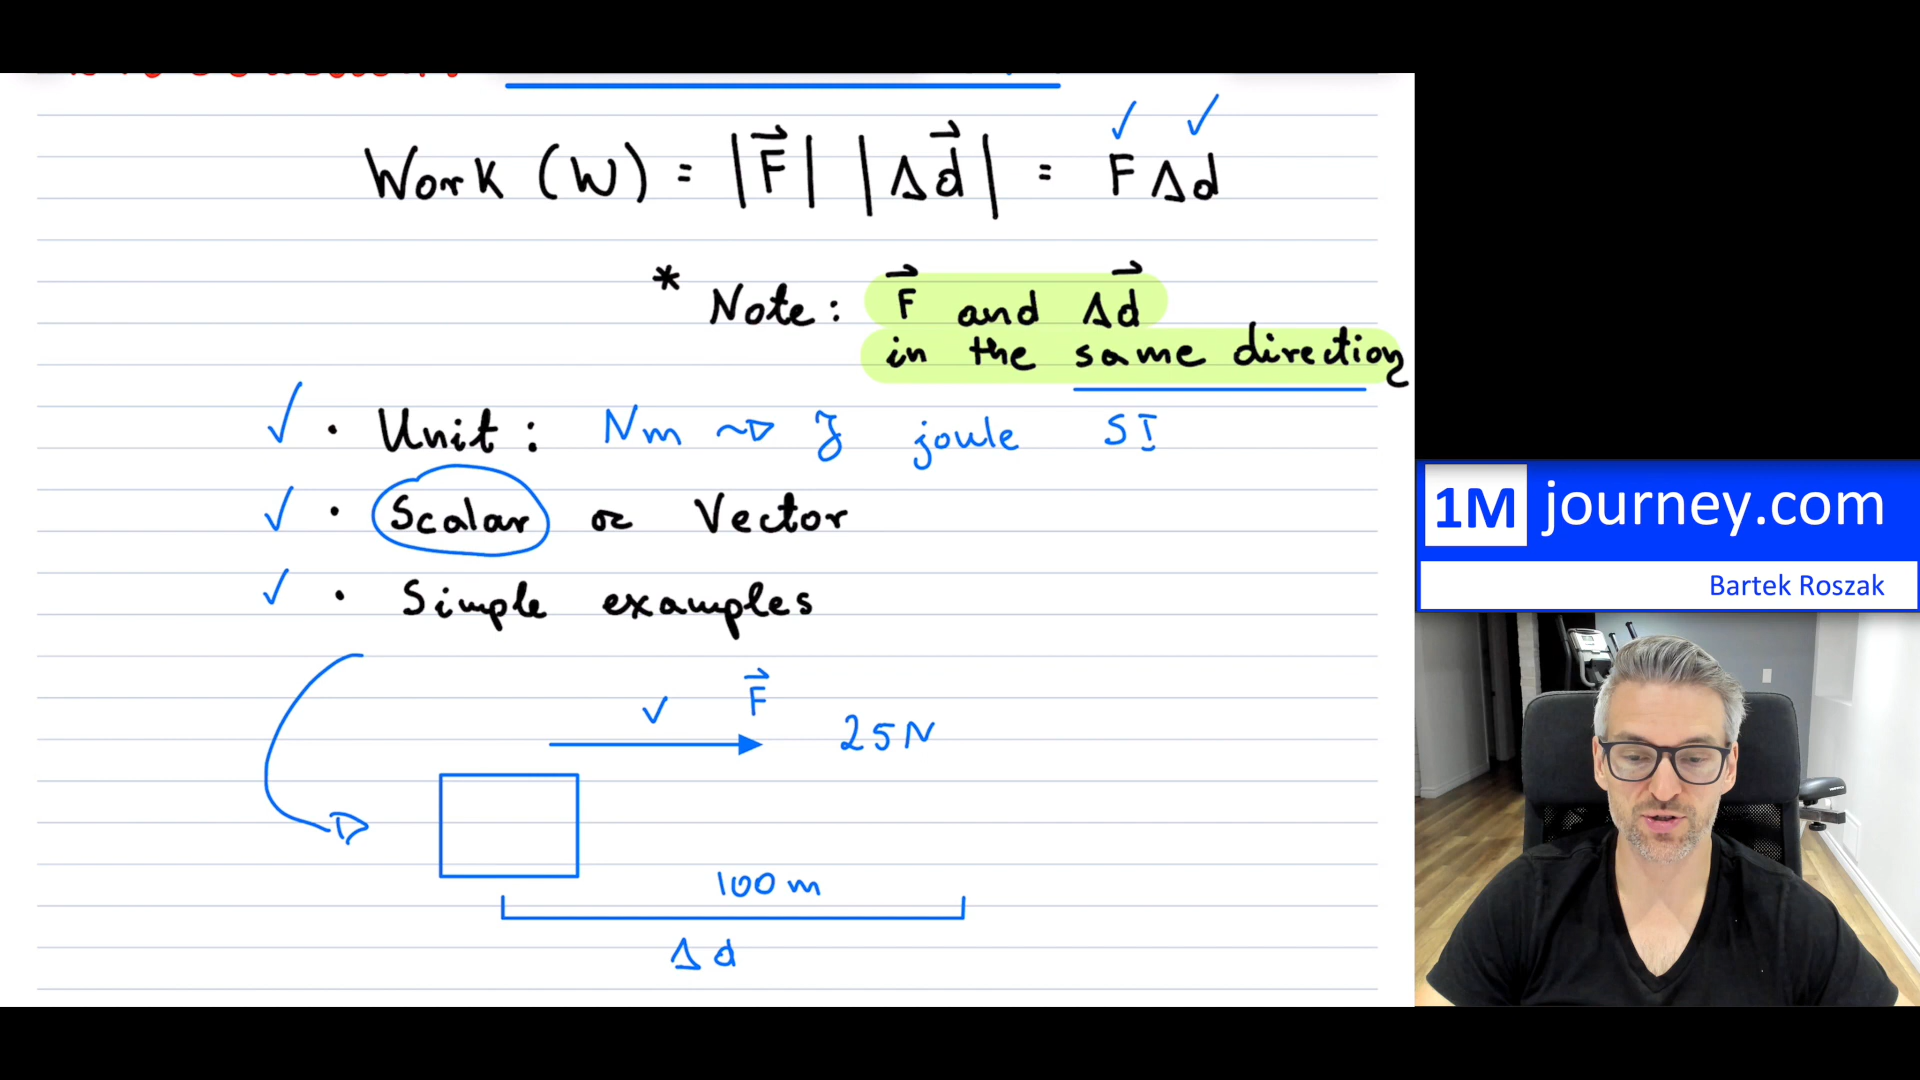 Work (W) = |F⃗| |Δd⃗| = F Δd
* Note: F⃗ and Δd⃗
in the same direction
✓ · Unit: Nm ~▷ J joule SI
✓ · Scalar or Vector
✓ · Simple examples
✓ F⃗
25N
100 m
Δd
1M journey.com
Bartek Roszak